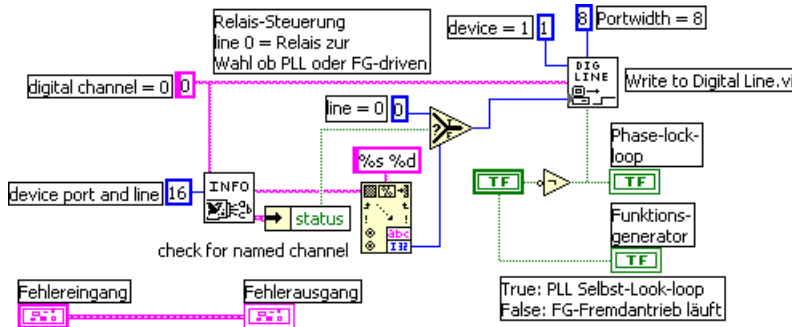 Relais-Steuerung
line 0 = Relais zur
Wahl ob PLL oder FG-driven
device = 1
1
8
Portwidth = 8
DIG
LINE
Write to Digital Line.vi
digital channel = 0
0
line = 0
0
?
T
F
%s %d
Phase-lock-
loop
TF
TF
device port and line
16
INFO
status
%
abc
I32
check for named channel
Funktions-
generator
TF
True: PLL Selbst-Look-loop
False: FG-Fremdantrieb läuft
Fehlereingang
Fehlerausgang